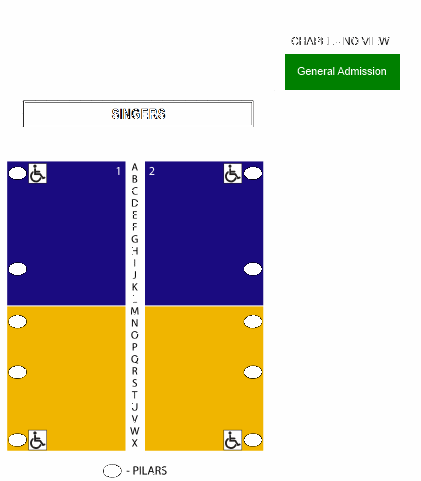 CHAPEL - NO VIEW
General Admission
SINGERS
1
2
A
B
C
D
E
F
G
H
I
J
K
L
M
N
O
P
Q
R
S
T
U
V
W
X
- PILARS